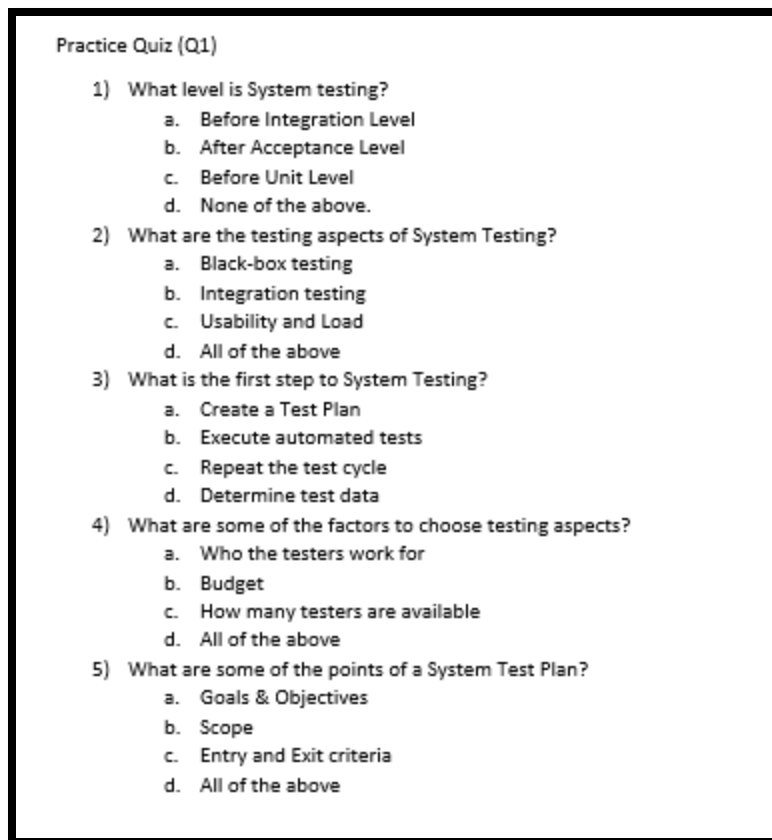 Practice Quiz (Q1)
1) What level is System testing?
a. Before Integration Level
b. After Acceptance Level
c. Before Unit Level
d. None of the above.
2) What are the testing aspects of System Testing?
a. Black-box testing
b. Integration testing
c. Usability and Load
d. All of the above
3) What is the first step to System Testing?
a. Create a Test Plan
b. Execute automated tests
c. Repeat the test cycle
d. Determine test data
4) What are some of the factors to choose testing aspects?
a. Who the testers work for
b. Budget
c. How many testers are available
d. All of the above
5) What are some of the points of a System Test Plan?
a. Goals & Objectives
b. Scope
c. Entry and Exit criteria
d. All of the above